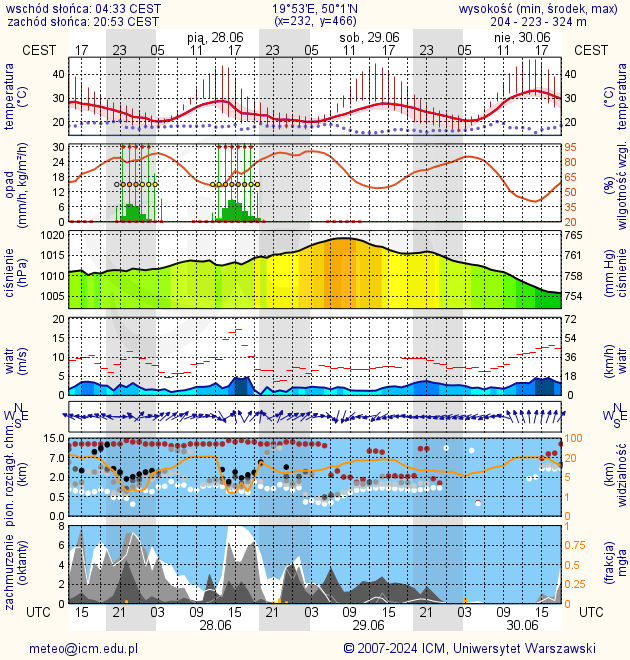 wschód słońca: 04:33 CEST 19°53'E, 50°1'N wysokość (min, środek, max)
zachód słońca: 20:53 CEST (x=232, y=466) 204 - 223 - 324 m
pią, 28.06 sob, 29.06 nie, 30.06
CEST 17 23 05 11 17 23 05 11 17 23 05 11 17 CEST
temperatura (°C) 40 30 20 40 30 20 temperatura (°C)
opad (mm/h, kg/m²/h) 30 24 18 12 6 0 95 85 75 65 55 45 35 25 20 (%) wilgotność wzgl.
ciśnienie (hPa) 1020 1015 1010 1005 765 761 758 754 (mm Hg) ciśnienie
wiatr (m/s) 20 15 10 5 0 72 54 36 18 0 (km/h) wiatr
N W E S N W E S
pion. rozciągł. chm. (km) 15.0 7.0 2.0 0.5 0.0 100 20 5 1 0 (km) widzialność
zachmurzenie (oktanty) 8 6 4 2 0 1 0.75 0.5 0.25 0 (frakcja) mgła
UTC 15 21 03 09 15 21 03 09 15 21 03 09 15 UTC
28.06 29.06 30.06
meteo@icm.edu.pl © 2007-2024 ICM, Uniwersytet Warszawski